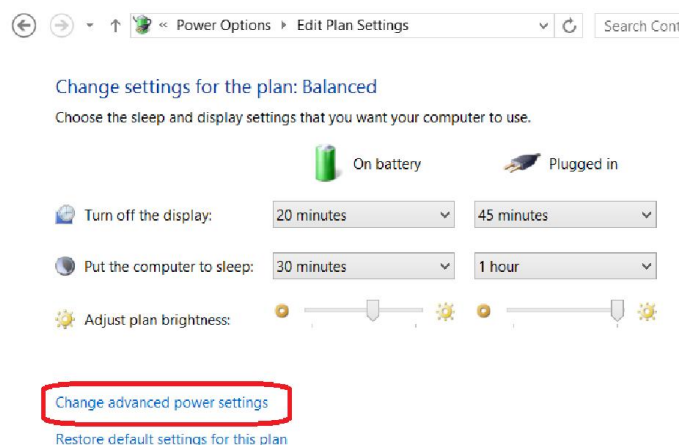 « Power Options ▸ Edit Plan Settings
Search Cont
Change settings for the plan: Balanced
Choose the sleep and display settings that you want your computer to use.
On battery
Plugged in
Turn off the display:
20 minutes
45 minutes
Put the computer to sleep:
30 minutes
1 hour
Adjust plan brightness:
Change advanced power settings
Restore default settings for this plan